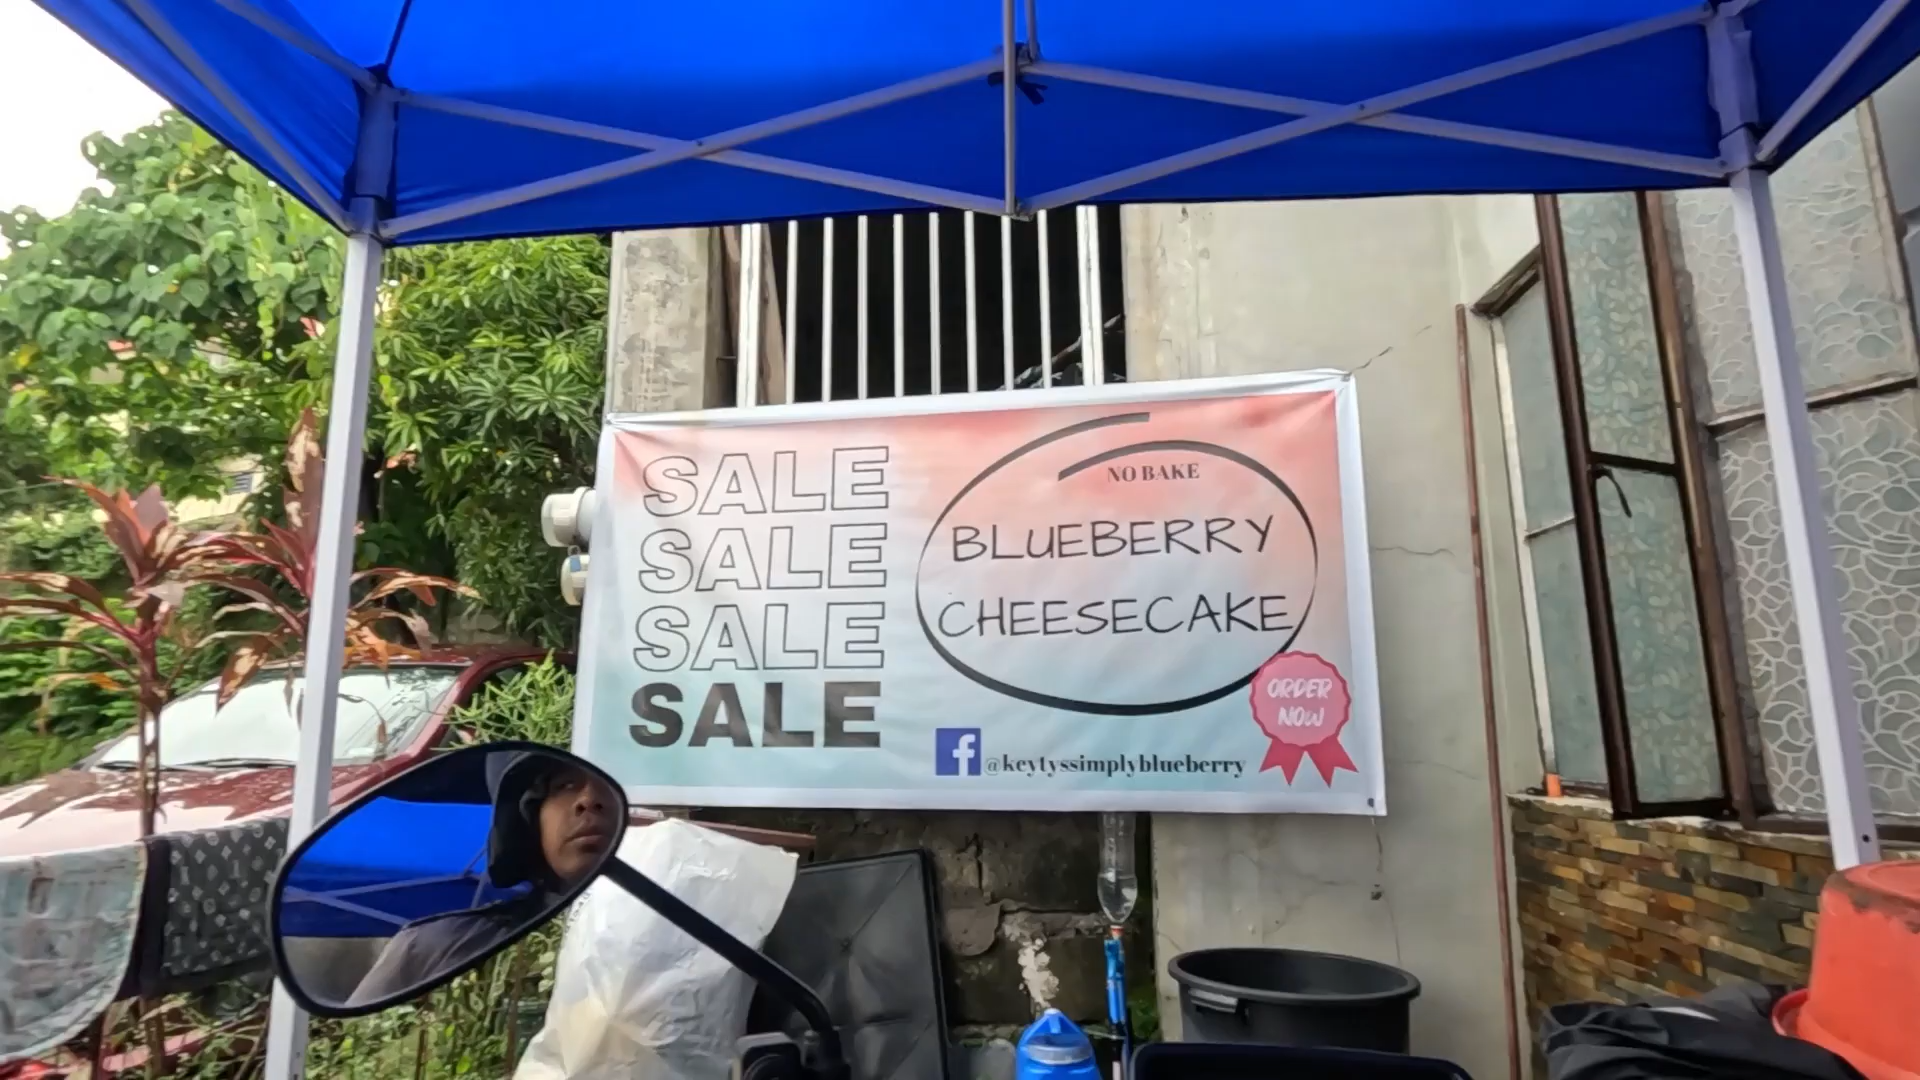 SALE
SALE
SALE
SALE
NO BAKE
BLUEBERRY
CHEESECAKE
ORDER
NOW
@keytyssimplyblueberry